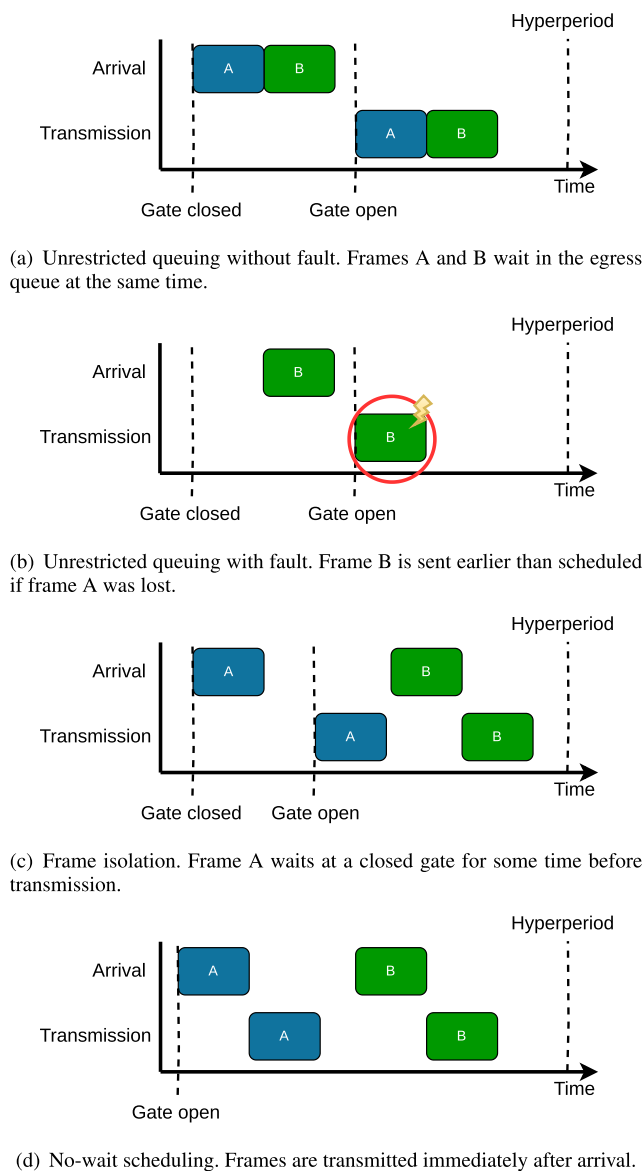 Hyperperiod
Arrival
A
B
Transmission
A
B
Time
Gate closed
Gate open
(a) Unrestricted queuing without fault. Frames A and B wait in the egress
queue at the same time.
Hyperperiod
Arrival
B
Transmission
B
Time
Gate closed
Gate open
(b) Unrestricted queuing with fault. Frame B is sent earlier than scheduled
if frame A was lost.
Hyperperiod
Arrival
A
B
Transmission
A
B
Time
Gate closed
Gate open
(c) Frame isolation. Frame A waits at a closed gate for some time before
transmission.
Hyperperiod
Arrival
A
B
Transmission
A
B
Time
Gate open
(d) No-wait scheduling. Frames are transmitted immediately after arrival.